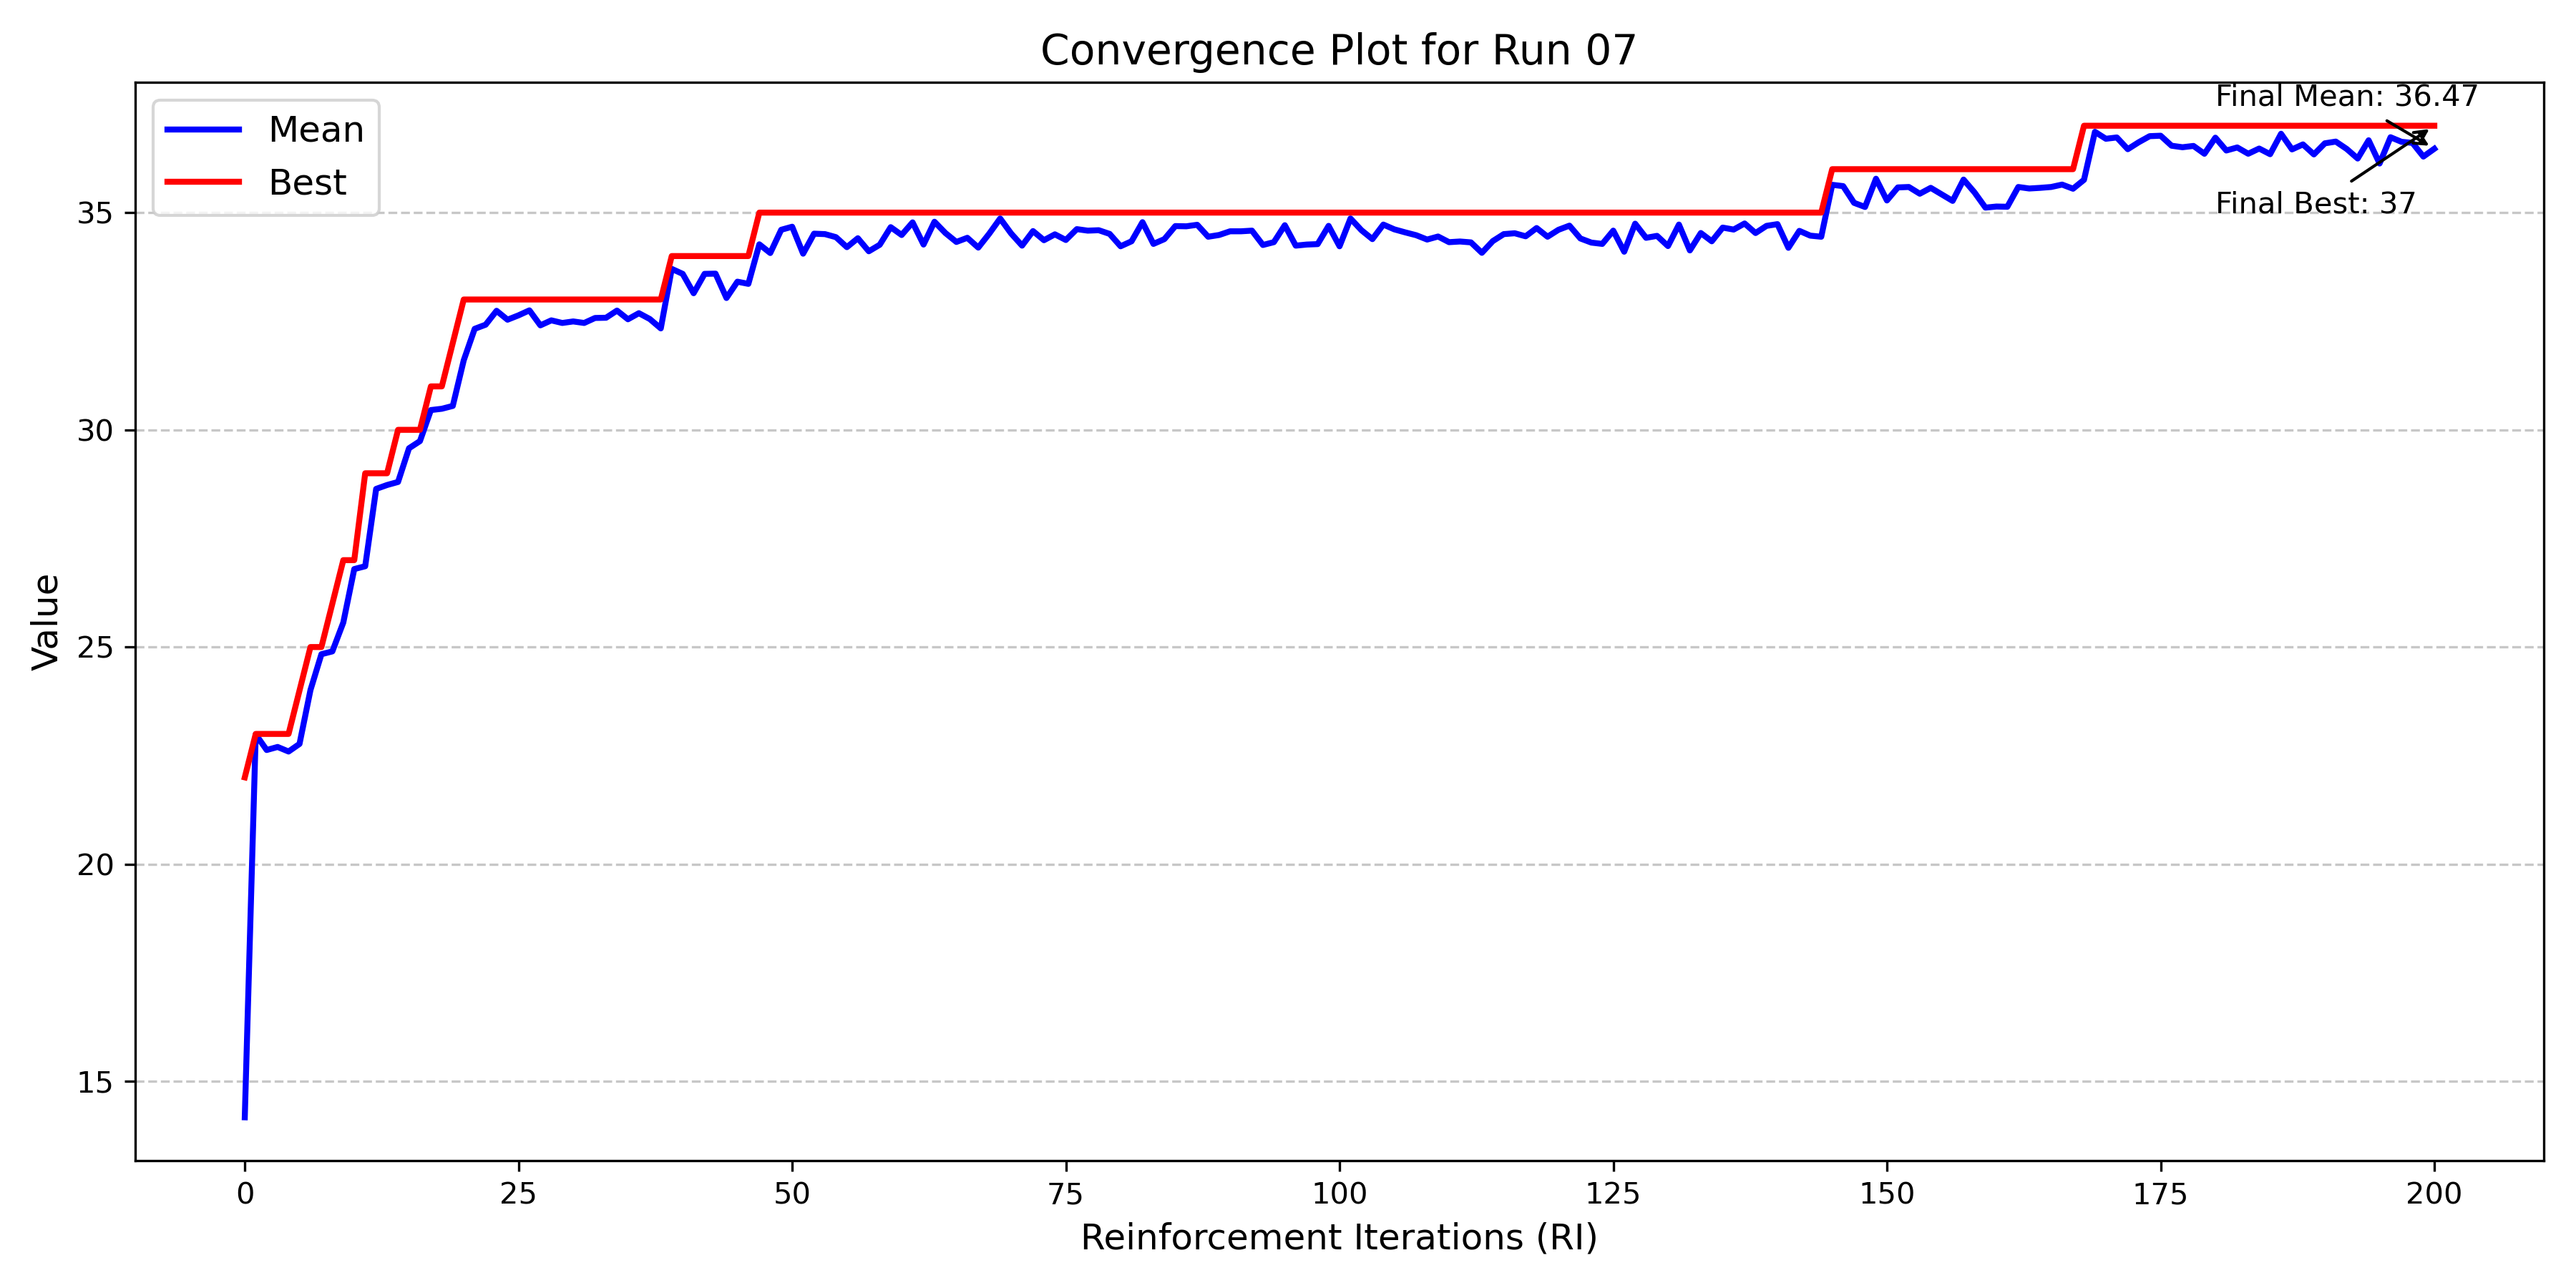 Convergence Plot for Run 07
Mean
Best
Final Mean: 36.47
Final Best: 37
Value
35
30
25
20
15
0 25 50 75 100 125 150 175 200
Reinforcement Iterations (RI)